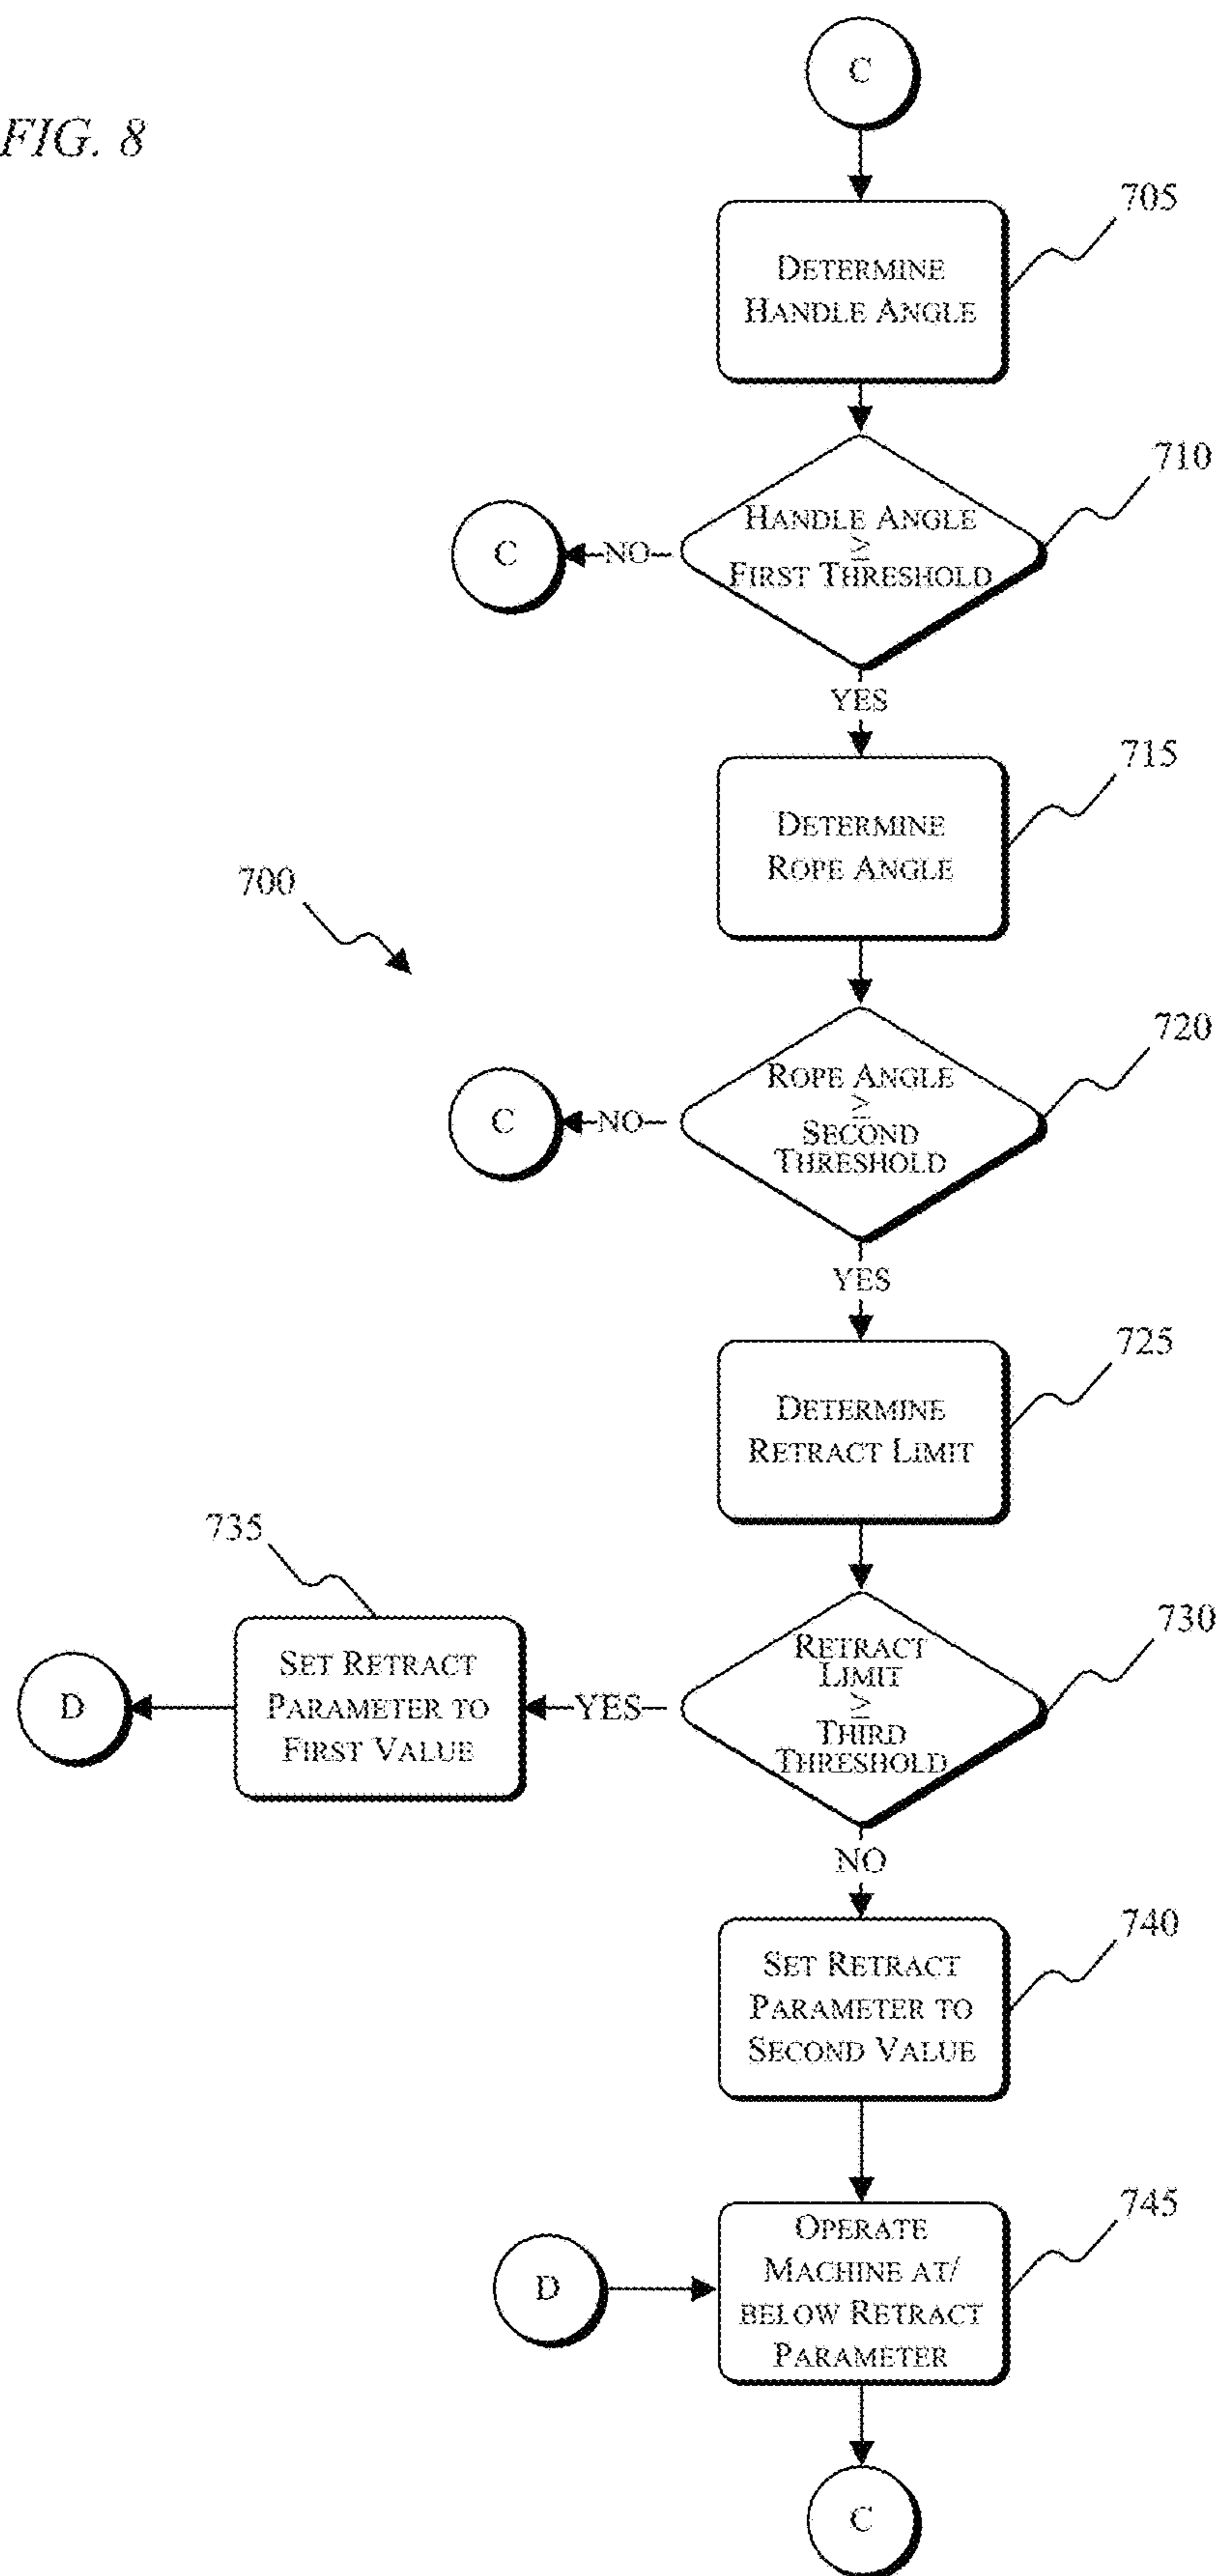 FIG. 8
C
705
DETERMINE
HANDLE ANGLE
710
HANDLE ANGLE
≥
FIRST THRESHOLD
NO
C
YES
715
DETERMINE
ROPE ANGLE
700
720
ROPE ANGLE
≥
SECOND
THRESHOLD
NO
C
YES
725
DETERMINE
RETRACT LIMIT
730
RETRACT
LIMIT
≥
THIRD
THRESHOLD
YES
735
SET RETRACT
PARAMETER TO
FIRST VALUE
D
NO
740
SET RETRACT
PARAMETER TO
SECOND VALUE
745
OPERATE
MACHINE AT/
BELOW RETRACT
PARAMETER
D
C